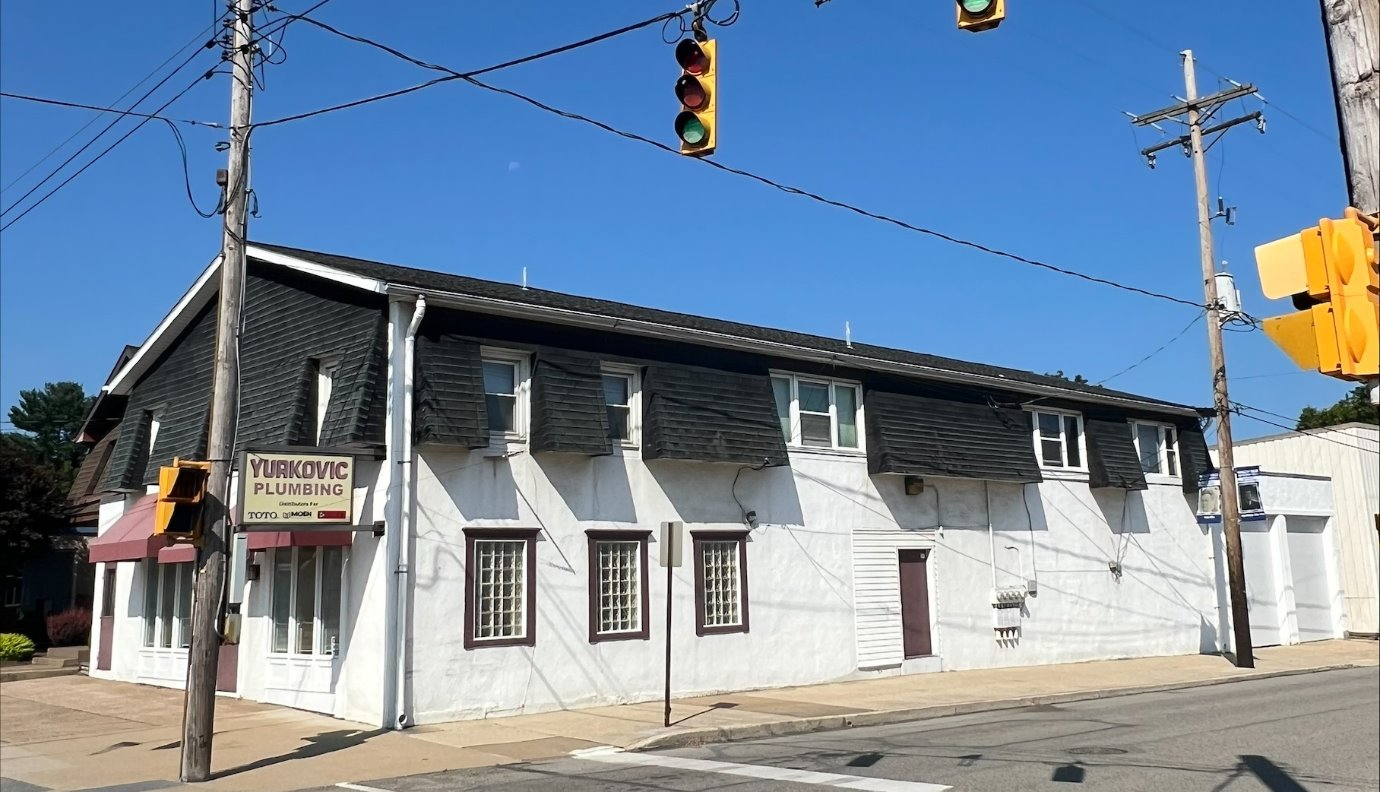 YURKOVIC
PLUMBING
Distributors For
TOTO MOEN